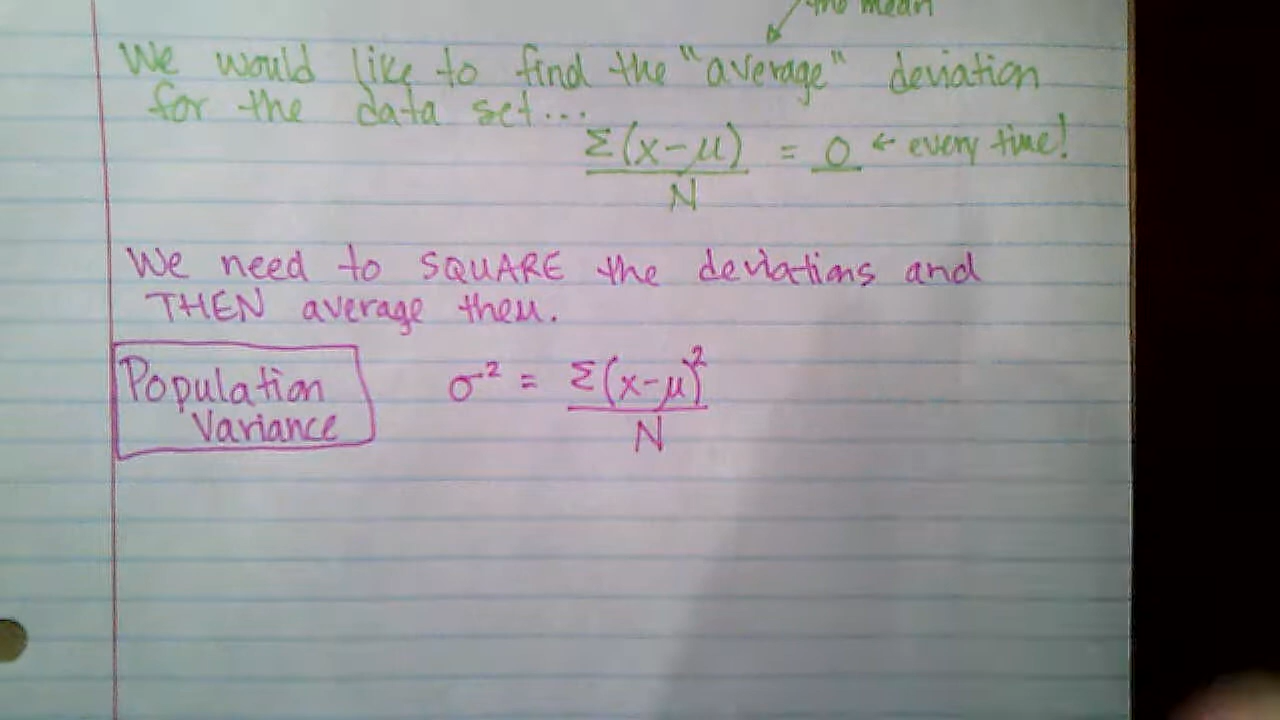 the mean
We would like to find the "average" deviation
for the data set...
Σ(x-μ) = 0 ← every time!
N
We need to SQUARE the deviations and
THEN average them.
Population
Variance
σ² = Σ(x-μ)²
N